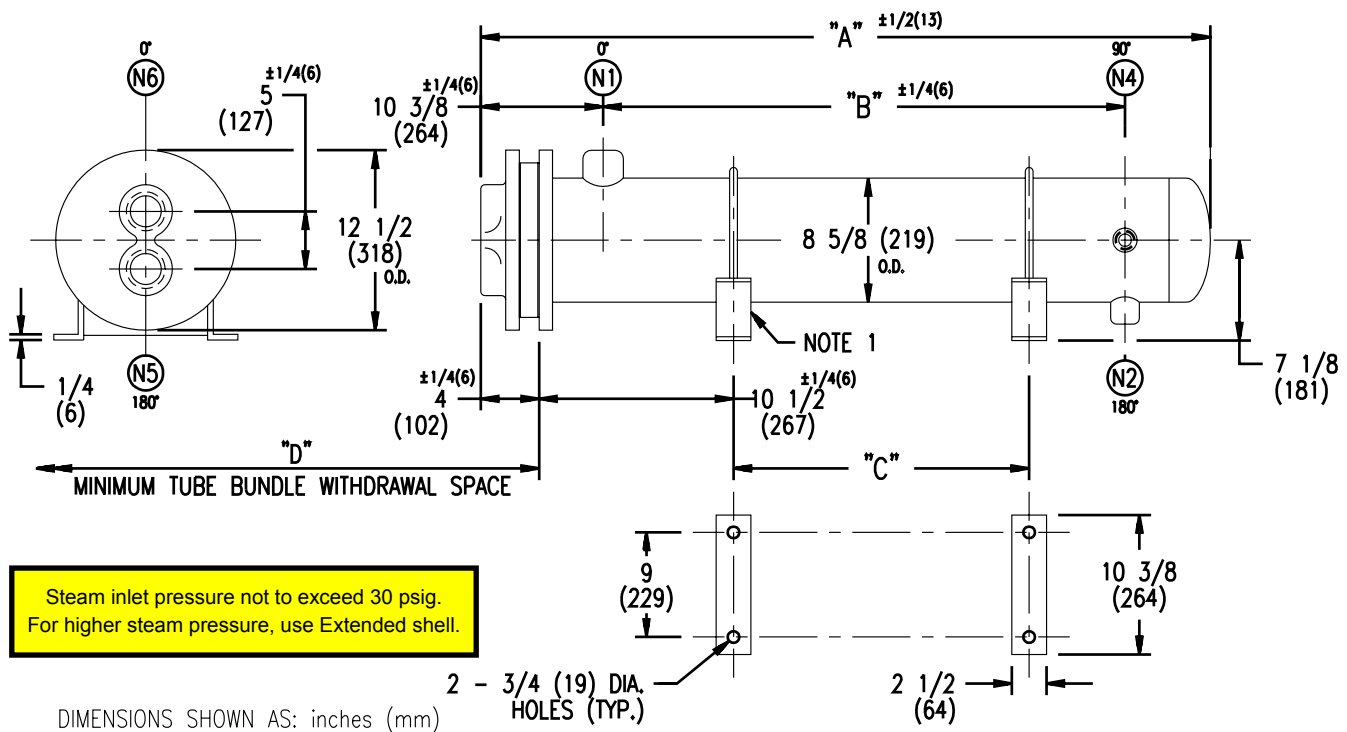 "A" ±1/2(13)
0°
N6
±1/4(6)
5
(127)
±1/4(6)
10 3/8
(264)
0°
N1
"B" ±1/4(6)
90°
N4
12 1/2
(318)
O.D.
8 5/8 (219)
O.D.
NOTE 1
1/4
(6)
N5
180°
±1/4(6)
4
(102)
±1/4(6)
10 1/2
(267)
N2
180°
7 1/8
(181)
"D"
MINIMUM TUBE BUNDLE WITHDRAWAL SPACE
"C"
9
(229)
10 3/8
(264)
Steam inlet pressure not to exceed 30 psig.
For higher steam pressure, use Extended shell.
2 - 3/4 (19) DIA.
HOLES (TYP.)
2 1/2
(64)
DIMENSIONS SHOWN AS: inches (mm)